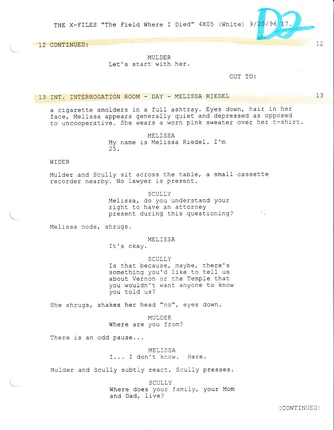 THE X-FILES "The Field Where I Died" 4X05 (White) 9/20/96 17.
D2
12 CONTINUED: 12
MULDER
Let's start with her.
CUT TO:
13 INT. INTERROGATION ROOM - DAY - MELISSA RIEDEL 13
a cigarette smolders in a full ashtray. Eyes down, hair in her
face, Melissa appears generally quiet and depressed as opposed
to uncooperative. She wears a worn pink sweater over her t-shirt.
MELISSA
My name is Melissa Riedel. I'm
25.
WIDER
Mulder and Scully sit across the table, a small cassette
recorder nearby. No lawyer is present.
SCULLY
Melissa, do you understand your
right to have an attorney
present during this questioning?
Melissa nods, shrugs.
MELISSA
It's okay.
SCULLY
Is that because, maybe, there's
something you'd like to tell us
about Vernon or the Temple that
you wouldn't want anyone to know
you told us?
She shrugs, shakes her head "no", eyes down.
MULDER
Where are you from?
There is an odd pause...
MELISSA
I... I don't know. Here.
Mulder and Scully subtly react. Scully presses.
SCULLY
Where does your family, your Mom
and Dad, live?
(CONTINUED)